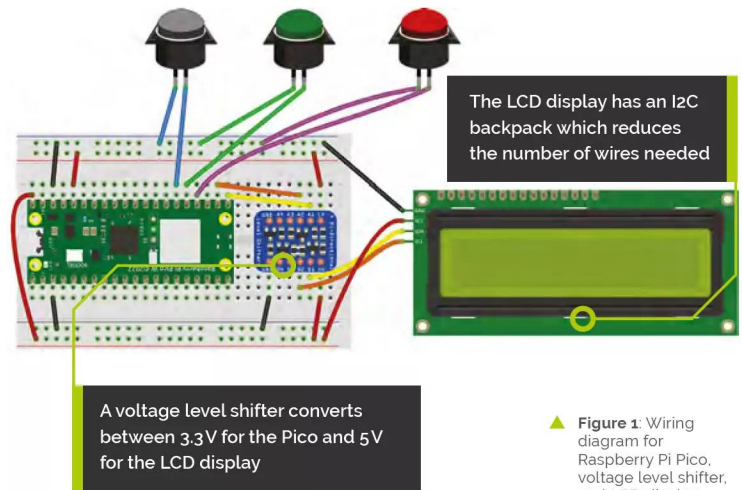 The LCD display has an I2C
backpack which reduces
the number of wires needed
A voltage level shifter converts
between 3.3V for the Pico and 5V
for the LCD display
Figure 1: Wiring
diagram for
Raspberry Pi Pico,
voltage level shifter,